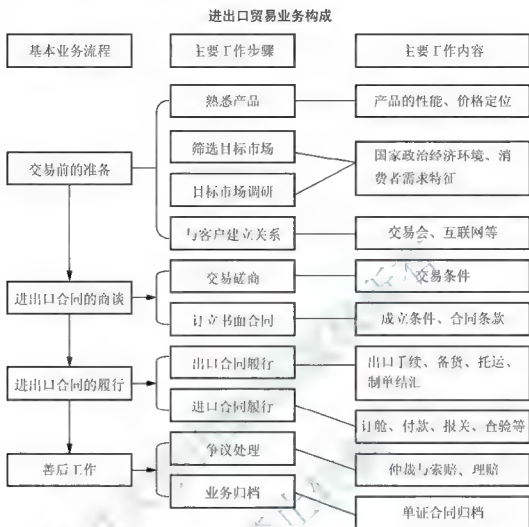 进出口贸易业务构成
基本业务流程
主要工作步骤
主要工作内容
交易前的准备
熟悉产品
产品的性能、价格定位
筛选目标市场
目标市场调研
国家政治经济环境、消
费者需求特征
与客户建立关系
交易会、互联网等
进出口合同的商谈
交易磋商
交易条件
订立书面合同
成立条件、合同条款
进出口合同的履行
出口合同履行
出口手续、备货、托运、
制单结汇
进口合同履行
订舱、付款、报关、查验等
善后工作
争议处理
仲裁与索赔、理赔
业务归档
单证合同归档